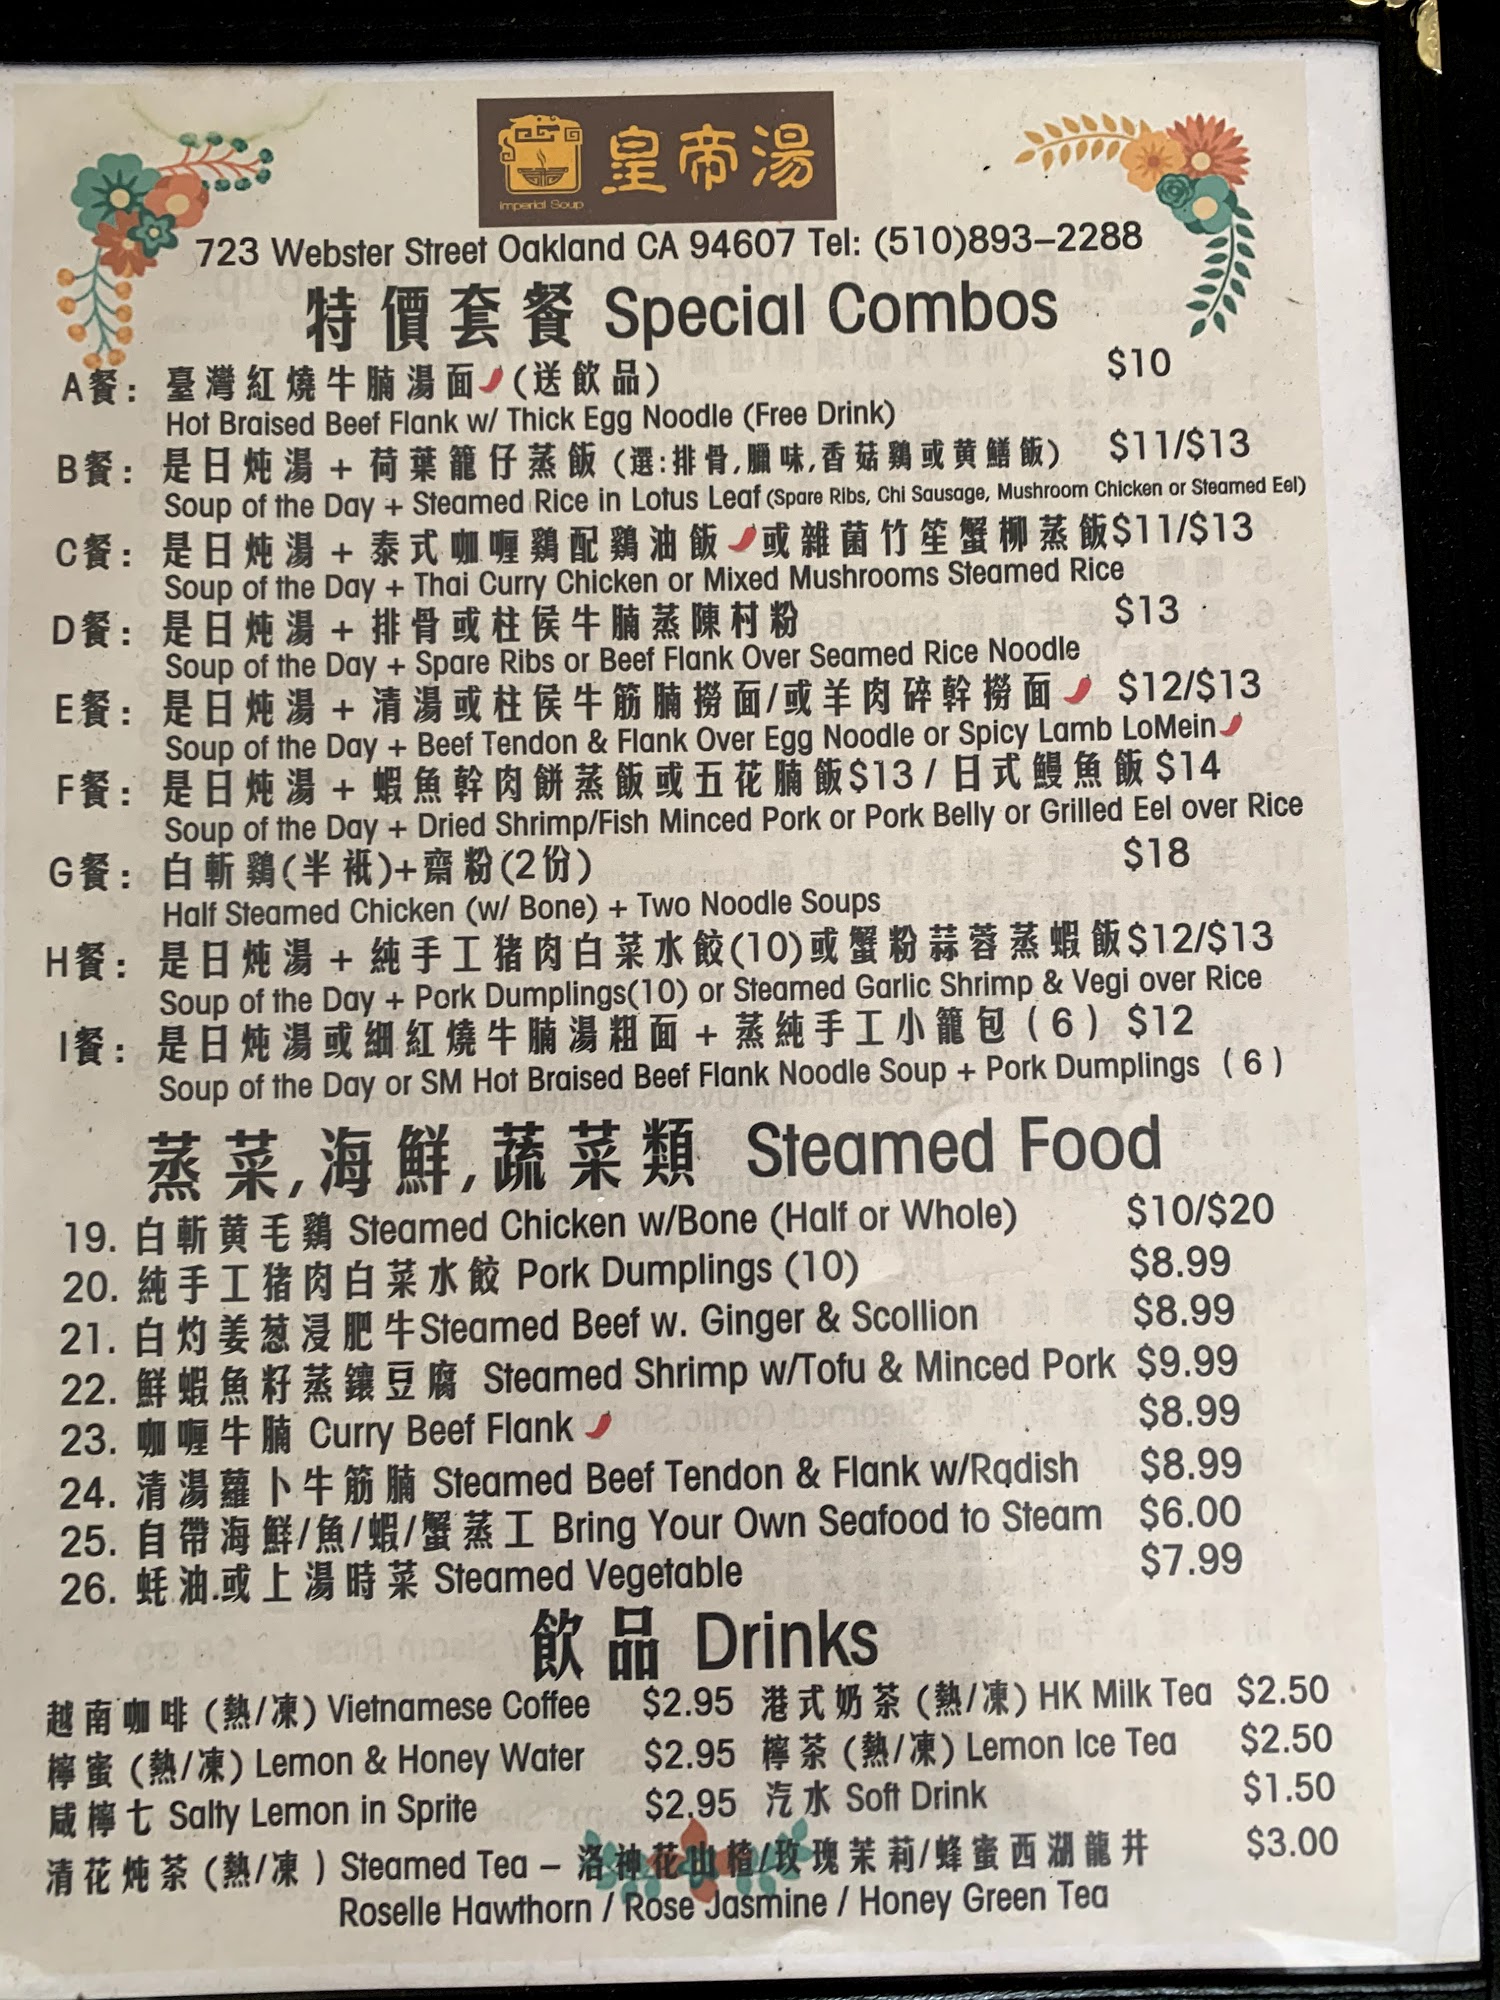 皇帝湯
Imperial Soup
723 Webster Street Oakland CA 94607 Tel: (510)893-2288
特價套餐 Special Combos
A餐: 臺灣紅燒牛腩湯面 (送飲品) $10
Hot Braised Beef Flank w/ Thick Egg Noodle (Free Drink)
B餐: 是日炖湯 + 荷葉籠仔蒸飯 (選:排骨,臘味,香菇鷄或黄鱔飯) $11/$13
Soup of the Day + Steamed Rice in Lotus Leaf (Spare Ribs, Chi Sausage, Mushroom Chicken or Steamed Eel)
C餐: 是日炖湯 + 泰式咖喱鷄配鷄油飯 或雜菌竹笙蟹柳蒸飯 $11/$13
Soup of the Day + Thai Curry Chicken or Mixed Mushrooms Steamed Rice
D餐: 是日炖湯 + 排骨或柱侯牛腩蒸陳村粉 $13
Soup of the Day + Spare Ribs or Beef Flank Over Seamed Rice Noodle
E餐: 是日炖湯 + 清湯或柱侯牛筋腩撈面/或羊肉碎幹撈面 $12/$13
Soup of the Day + Beef Tendon & Flank Over Egg Noodle or Spicy Lamb LoMein
F餐: 是日炖湯 + 蝦魚幹肉餅蒸飯或五花腩飯$13 / 日式鰻魚飯 $14
Soup of the Day + Dried Shrimp/Fish Minced Pork or Pork Belly or Grilled Eel over Rice
G餐: 白斬鷄(半祇)+齋粉(2份) $18
Half Steamed Chicken (w/ Bone) + Two Noodle Soups
H餐: 是日炖湯 + 純手工猪肉白菜水餃(10)或蟹粉蒜蓉蒸蝦飯 $12/$13
Soup of the Day + Pork Dumplings(10) or Steamed Garlic Shrimp & Vegi over Rice
I餐: 是日炖湯或細紅燒牛腩湯粗面 + 蒸純手工小籠包 (6) $12
Soup of the Day or SM Hot Braised Beef Flank Noodle Soup + Pork Dumplings (6)
蒸菜,海鮮,蔬菜類 Steamed Food
19. 白斬黄毛鷄 Steamed Chicken w/Bone (Half or Whole) $10/$20
20. 純手工猪肉白菜水餃 Pork Dumplings (10) $8.99
21. 白灼姜葱浸肥牛 Steamed Beef w. Ginger & Scollion $8.99
22. 鮮蝦魚籽蒸鑲豆腐 Steamed Shrimp w/Tofu & Minced Pork $9.99
23. 咖喱牛腩 Curry Beef Flank $8.99
24. 清湯蘿卜牛筋腩 Steamed Beef Tendon & Flank w/Radish $8.99
25. 自帶海鮮/魚/蝦/蟹蒸工 Bring Your Own Seafood to Steam $6.00
26. 蚝油.或上湯時菜 Steamed Vegetable $7.99
飲品 Drinks
越南咖啡 (熱/凍) Vietnamese Coffee $2.95 港式奶茶 (熱/凍) HK Milk Tea $2.50
檸蜜 (熱/凍) Lemon & Honey Water $2.95 檸茶 (熱/凍) Lemon Ice Tea $2.50
咸檸七 Salty Lemon in Sprite $2.95 汽水 Soft Drink $1.50
清花炖茶 (熱/凍 ) Steamed Tea – 洛神花山楂/玫瑰茉莉/蜂蜜西湖龍井 $3.00
Roselle Hawthorn / Rose Jasmine / Honey Green Tea